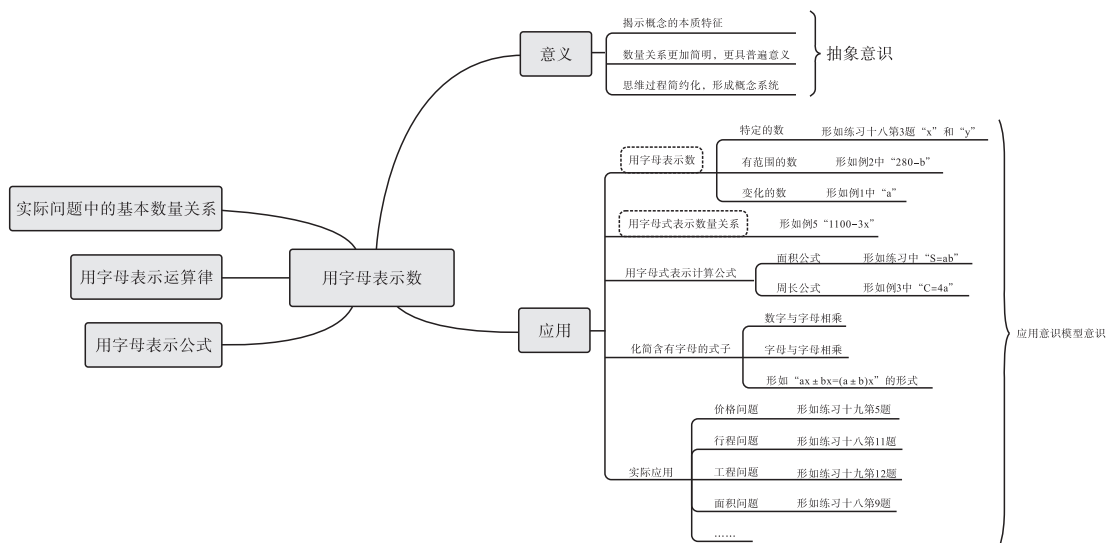 揭示概念的本质特征
意义
数量关系更加简明，更具普遍意义
抽象意识
思维过程简约化，形成概念系统
实际问题中的基本数量关系
用字母表示运算律
用字母表示公式
用字母表示数
应用
用字母表示数
特定的数
形如练习十八第3题“x”和“y”
有范围的数
形如例2中“280-b”
变化的数
形如例1中“a”
用字母式表示数量关系
形如例5“1100-3x”
用字母式表示计算公式
面积公式
形如练习中“S=ab”
周长公式
形如例3中“C=4a”
化简含有字母的式子
数字与字母相乘
字母与字母相乘
形如“ax±bx=(a±b)x”的形式
实际应用
价格问题
形如练习十九第5题
行程问题
形如练习十八第11题
工程问题
形如练习十九第12题
面积问题
形如练习十八第9题
……
应用意识模型意识